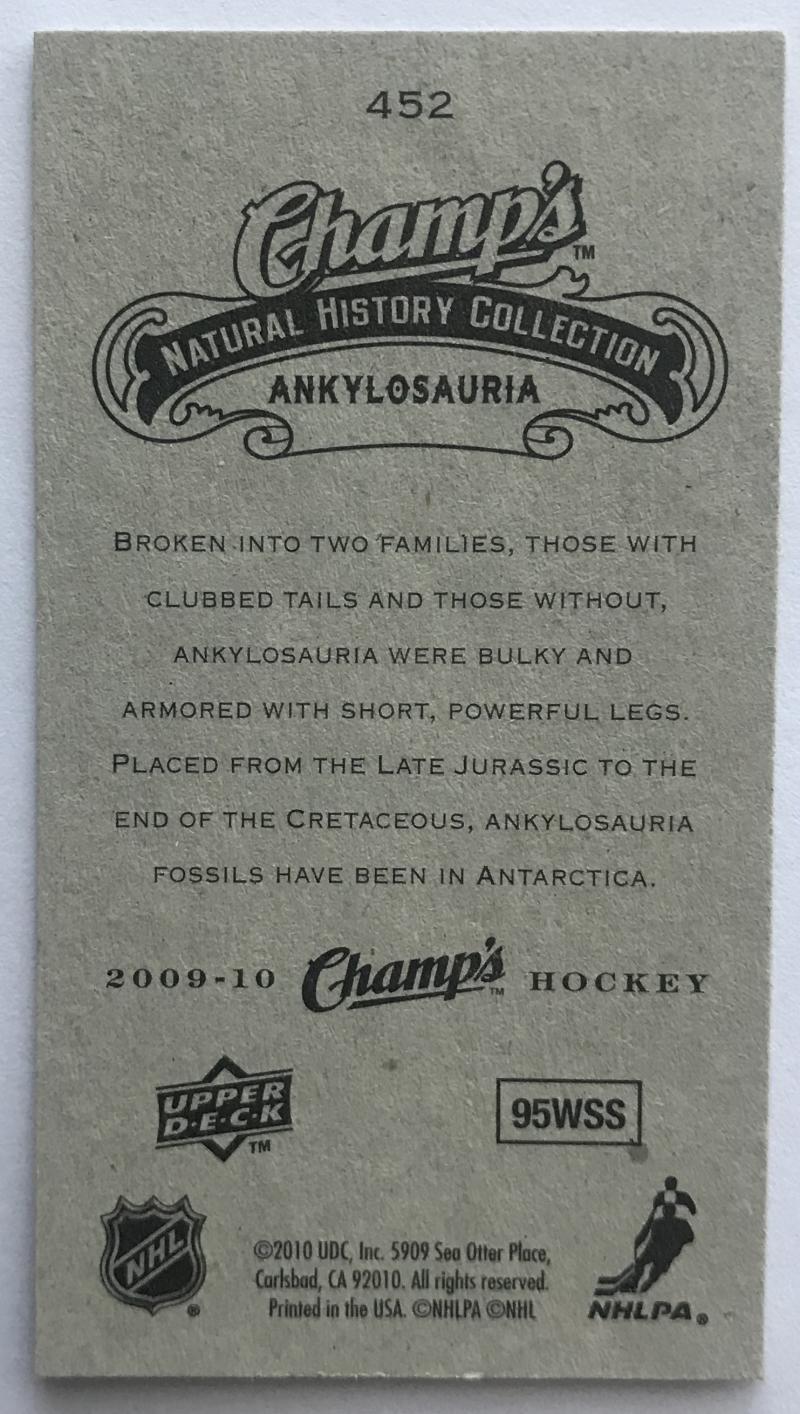 452
Champ's™
NATURAL HISTORY COLLECTION
ANKYLOSAURIA
BROKEN INTO TWO FAMILIES, THOSE WITH
CLUBBED TAILS AND THOSE WITHOUT,
ANKYLOSAURIA WERE BULKY AND
ARMORED WITH SHORT, POWERFUL LEGS.
PLACED FROM THE LATE JURASSIC TO THE
END OF THE CRETACEOUS, ANKYLOSAURIA
FOSSILS HAVE BEEN IN ANTARCTICA.
2009-10 Champ's™ HOCKEY
UPPER
D·E·C·K™
95WSS
NHL®
©2010 UDC, Inc. 5909 Sea Otter Place,
Carlsbad, CA 92010. All rights reserved.
Printed in the USA. ©NHLPA ©NHL
NHLPA®